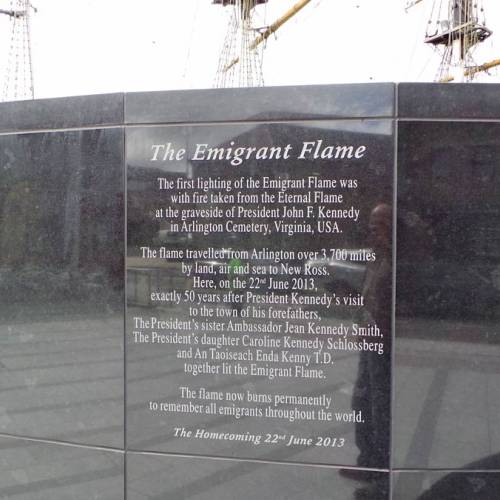 The Emigrant Flame
The first lighting of the Emigrant Flame was
with fire taken from the Eternal Flame
at the graveside of President John F. Kennedy
in Arlington Cemetery, Virginia, USA.
The flame travelled from Arlington over 3,700 miles
by land, air and sea to New Ross.
Here, on the 22nd June 2013,
exactly 50 years after President Kennedy's visit
to the town of his forefathers,
The President's sister Ambassador Jean Kennedy Smith,
The President's daughter Caroline Kennedy Schlossberg
and An Taoiseach Enda Kenny T.D.
together lit the Emigrant Flame.
The flame now burns permanently
to remember all emigrants throughout the world.
The Homecoming 22nd June 2013